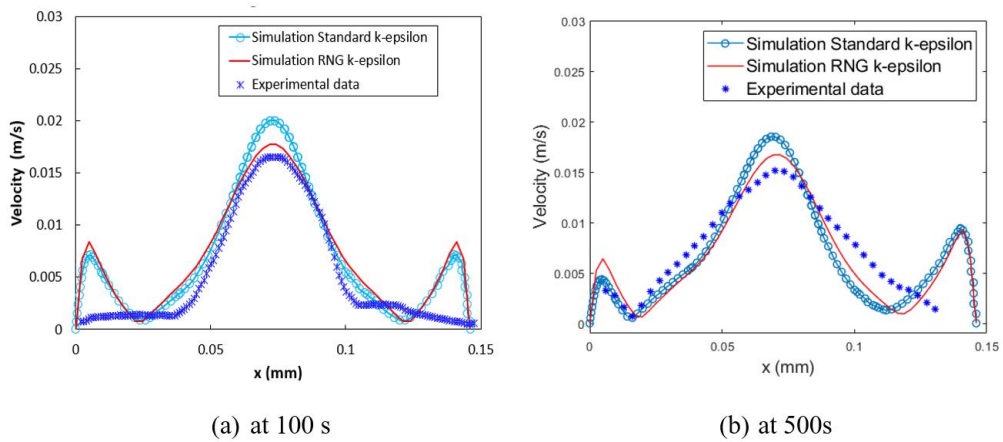 0.03
0.025
0.02
0.015
0.01
0.005
0
Velocity (m/s)
Simulation Standard k-epsilon
Simulation RNG k-epsilon
Experimental data
0 0.05 0.1 0.15
x (mm)
(a) at 100 s
0.03
0.025
0.02
0.015
0.01
0.005
0
Velocity (m/s)
Simulation Standard k-epsilon
Simulation RNG k-epsilon
Experimental data
0 0.05 0.1 0.15
x (mm)
(b) at 500s